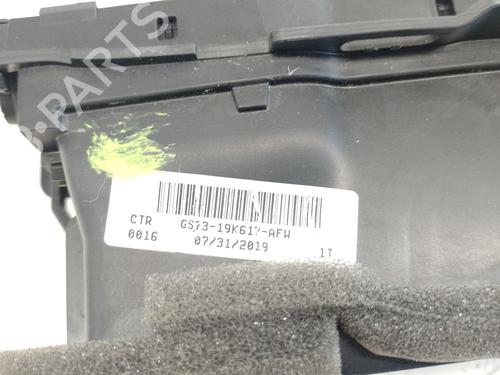 B-PARTS
GS73-19K617-AFW
CTR
0016 07/31/2019 1T